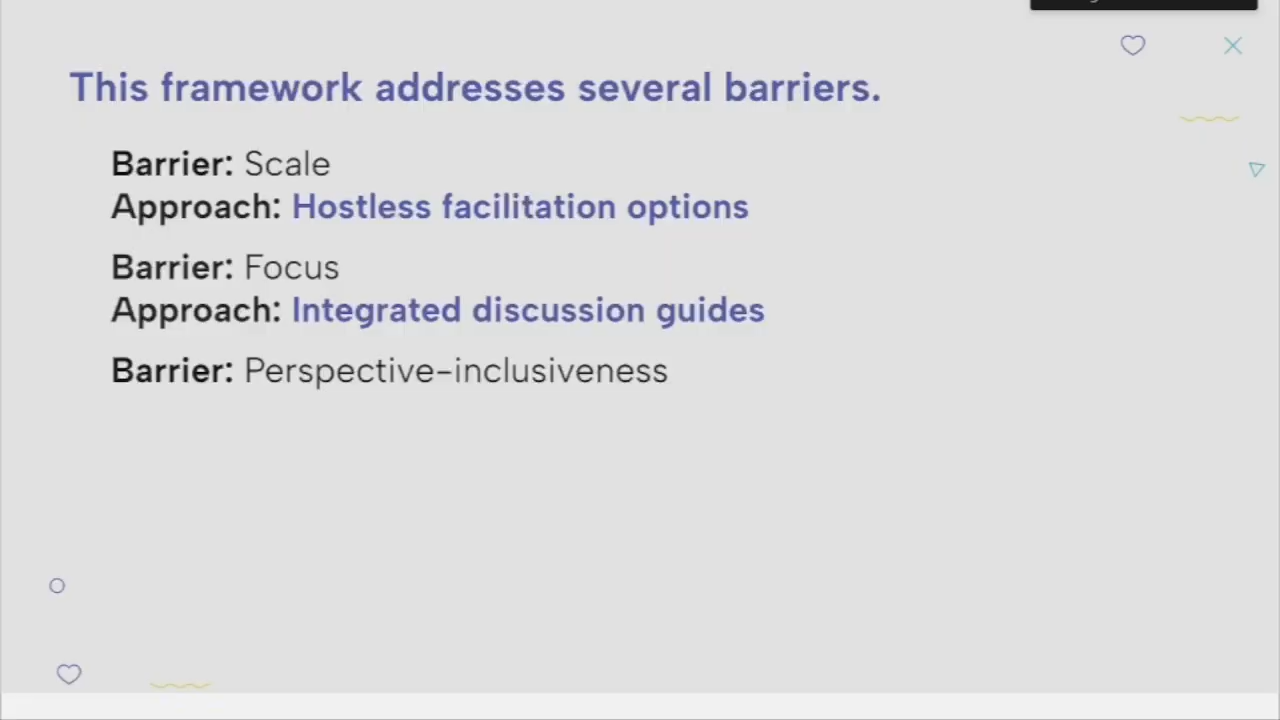 This framework addresses several barriers.
Barrier: Scale
Approach: Hostless facilitation options
Barrier: Focus
Approach: Integrated discussion guides
Barrier: Perspective-inclusiveness